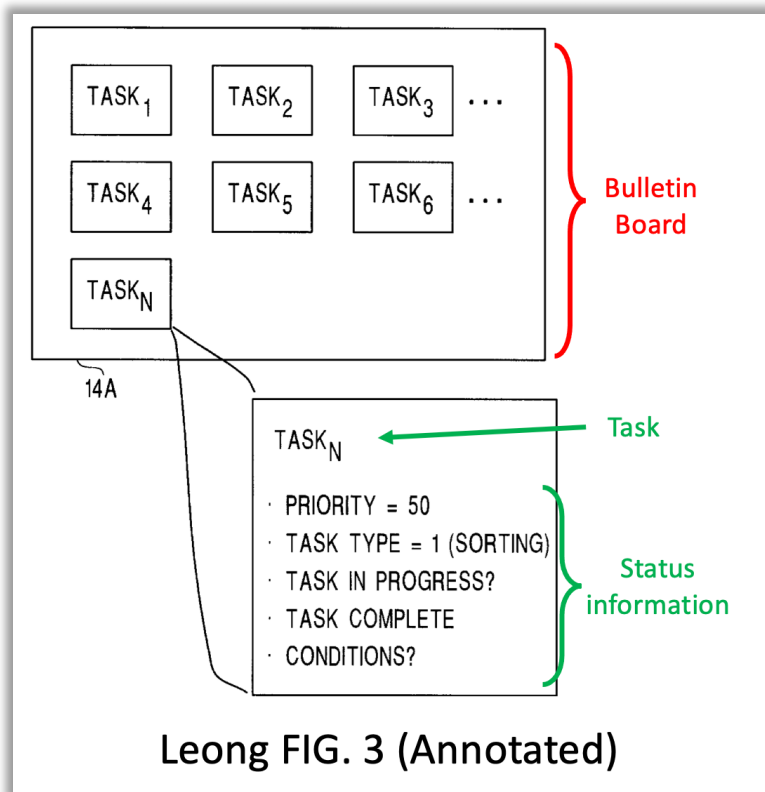 TASK₁ TASK₂ TASK₃ ...
TASK₄ TASK₅ TASK₆ ...
Bulletin
Board
TASKN
14A
TASKN
Task
· PRIORITY = 50
· TASK TYPE = 1 (SORTING)
· TASK IN PROGRESS?
· TASK COMPLETE
· CONDITIONS?
Status
information
Leong FIG. 3 (Annotated)